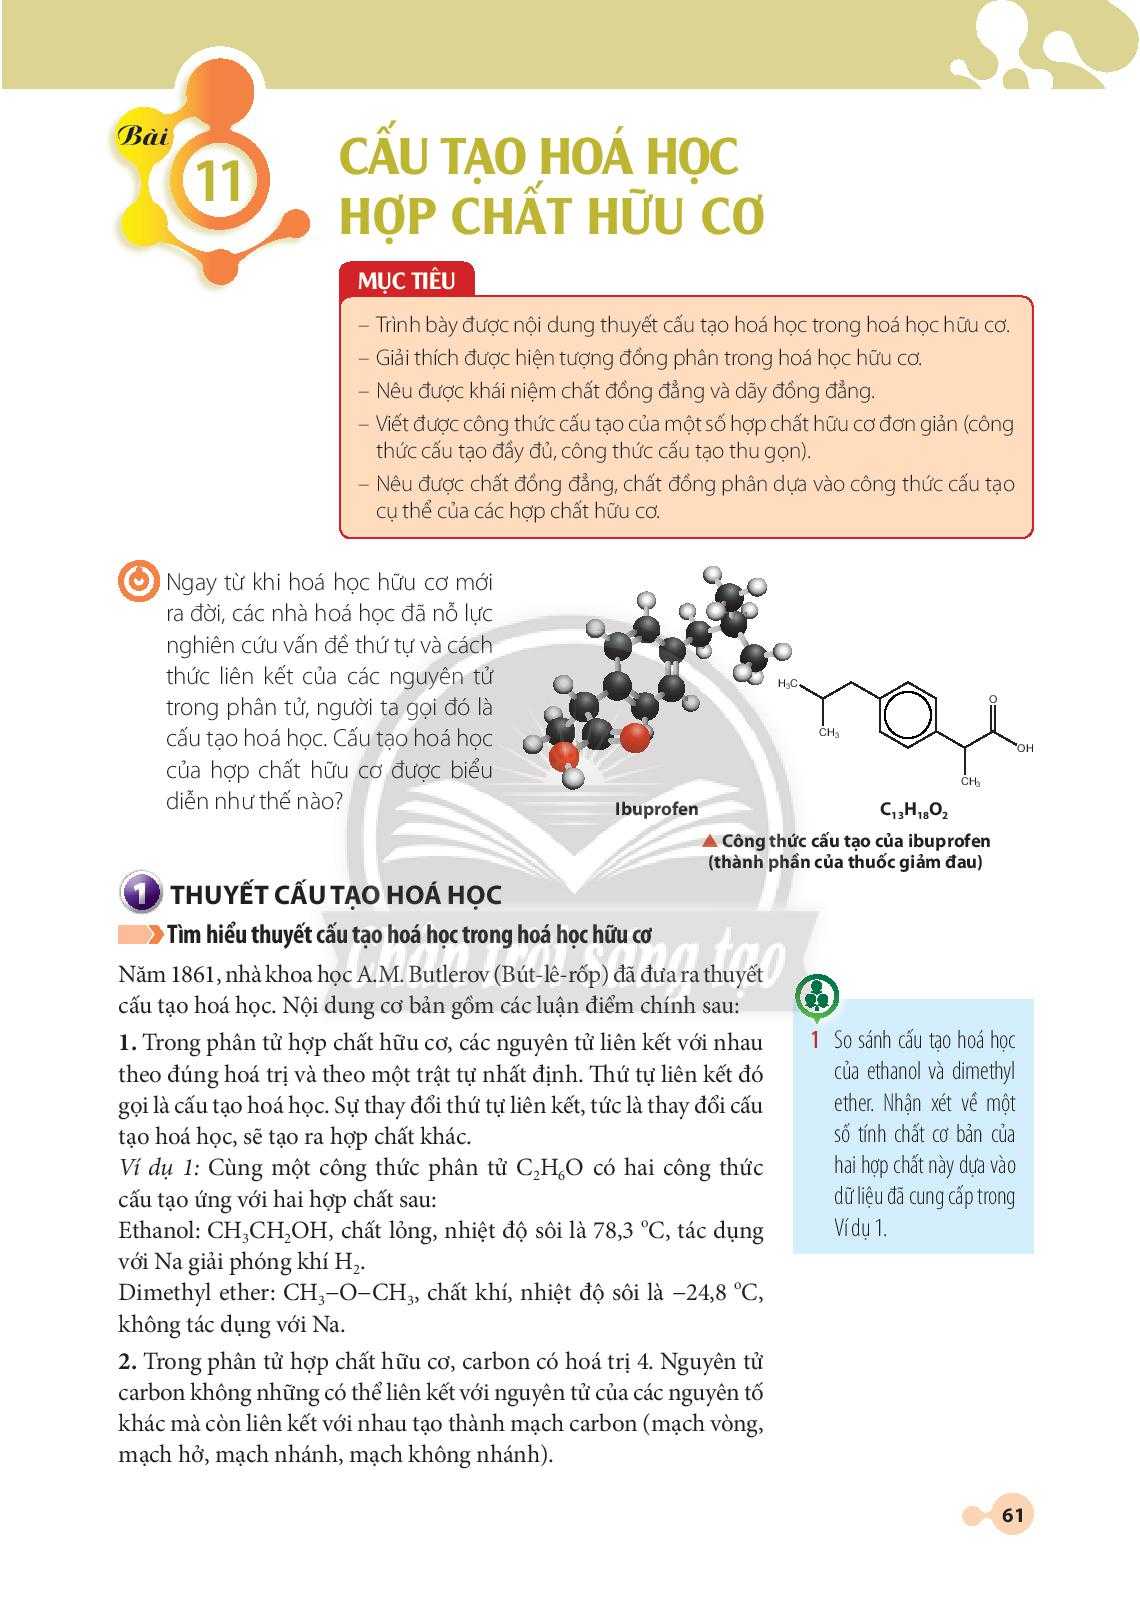 Bài
11
CẤU TẠO HOÁ HỌC
HỢP CHẤT HỮU CƠ
MỤC TIÊU
– Trình bày được nội dung thuyết cấu tạo hoá học trong hoá học hữu cơ.
– Giải thích được hiện tượng đồng phân trong hoá học hữu cơ.
– Nêu được khái niệm chất đồng đẳng và dãy đồng đẳng.
– Viết được công thức cấu tạo của một số hợp chất hữu cơ đơn giản (công
thức cấu tạo đầy đủ, công thức cấu tạo thu gọn).
– Nêu được chất đồng đẳng, chất đồng phân dựa vào công thức cấu tạo
cụ thể của các hợp chất hữu cơ.
Ngay từ khi hoá học hữu cơ mới
ra đời, các nhà hoá học đã nỗ lực
nghiên cứu vấn đề thứ tự và cách
thức liên kết của các nguyên tử
trong phân tử, người ta gọi đó là
cấu tạo hoá học. Cấu tạo hoá học
của hợp chất hữu cơ được biểu
diễn như thế nào?
H₃C
CH₃
O
OH
CH₃
Ibuprofen
C₁₃H₁₈O₂
▲ Công thức cấu tạo của ibuprofen
(thành phần của thuốc giảm đau)
1 THUYẾT CẤU TẠO HOÁ HỌC
Tìm hiểu thuyết cấu tạo hoá học trong hoá học hữu cơ
Chân trời sáng tạo
Năm 1861, nhà khoa học A.M. Butlerov (Bút-lê-rốp) đã đưa ra thuyết
cấu tạo hoá học. Nội dung cơ bản gồm các luận điểm chính sau:
1. Trong phân tử hợp chất hữu cơ, các nguyên tử liên kết với nhau
theo đúng hoá trị và theo một trật tự nhất định. Thứ tự liên kết đó
gọi là cấu tạo hoá học. Sự thay đổi thứ tự liên kết, tức là thay đổi cấu
tạo hoá học, sẽ tạo ra hợp chất khác.
Ví dụ 1: Cùng một công thức phân tử C₂H₆O có hai công thức
cấu tạo ứng với hai hợp chất sau:
Ethanol: CH₃CH₂OH, chất lỏng, nhiệt độ sôi là 78,3 °C, tác dụng
với Na giải phóng khí H₂.
Dimethyl ether: CH₃−O−CH₃, chất khí, nhiệt độ sôi là −24,8 °C,
không tác dụng với Na.
2. Trong phân tử hợp chất hữu cơ, carbon có hoá trị 4. Nguyên tử
carbon không những có thể liên kết với nguyên tử của các nguyên tố
khác mà còn liên kết với nhau tạo thành mạch carbon (mạch vòng,
mạch hở, mạch nhánh, mạch không nhánh).
1 So sánh cấu tạo hoá học
của ethanol và dimethyl
ether. Nhận xét về một
số tính chất cơ bản của
hai hợp chất này dựa vào
dữ liệu đã cung cấp trong
Ví dụ 1.
61